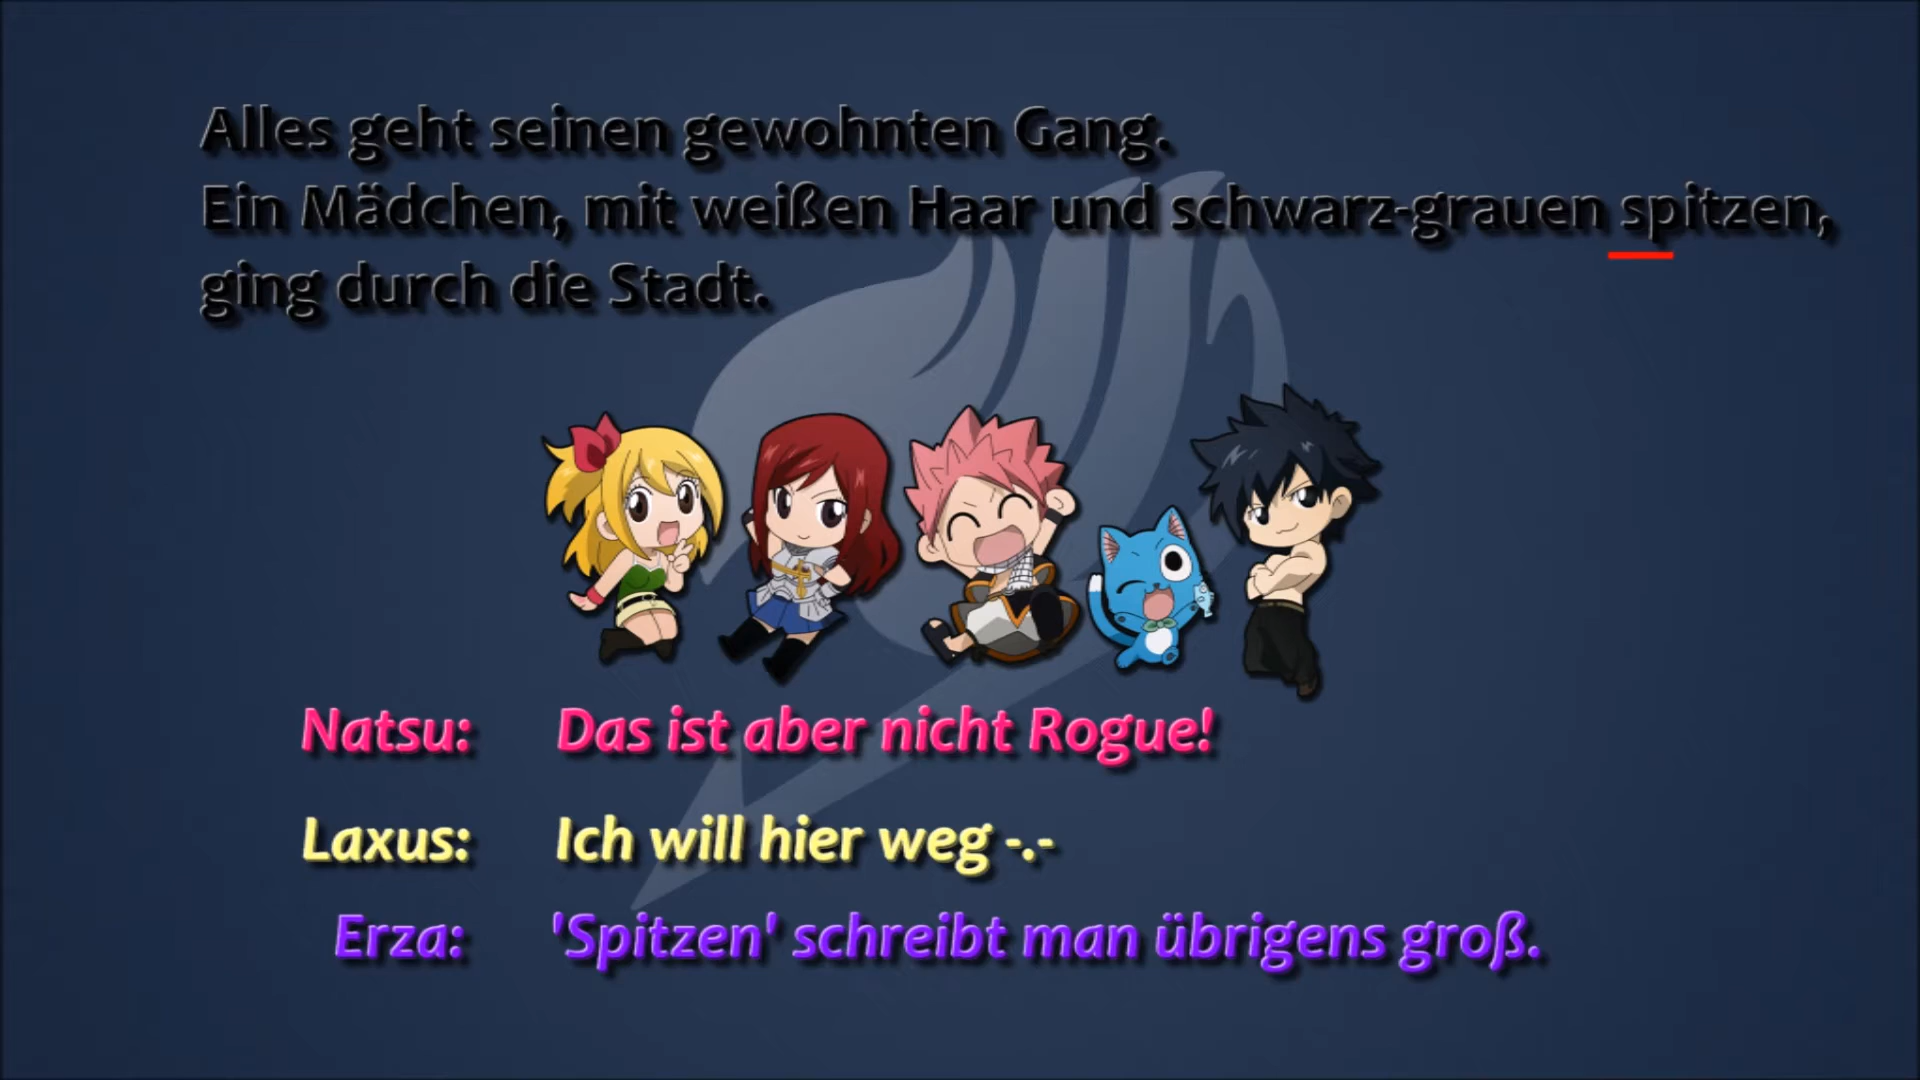 Alles geht seinen gewohnten Gang.
Ein Mädchen, mit weißen Haar und schwarz-grauen spitzen,
ging durch die Stadt.
Natsu: Das ist aber nicht Rogue!
Laxus: Ich will hier weg -.-
Erza: 'Spitzen' schreibt man übrigens groß.